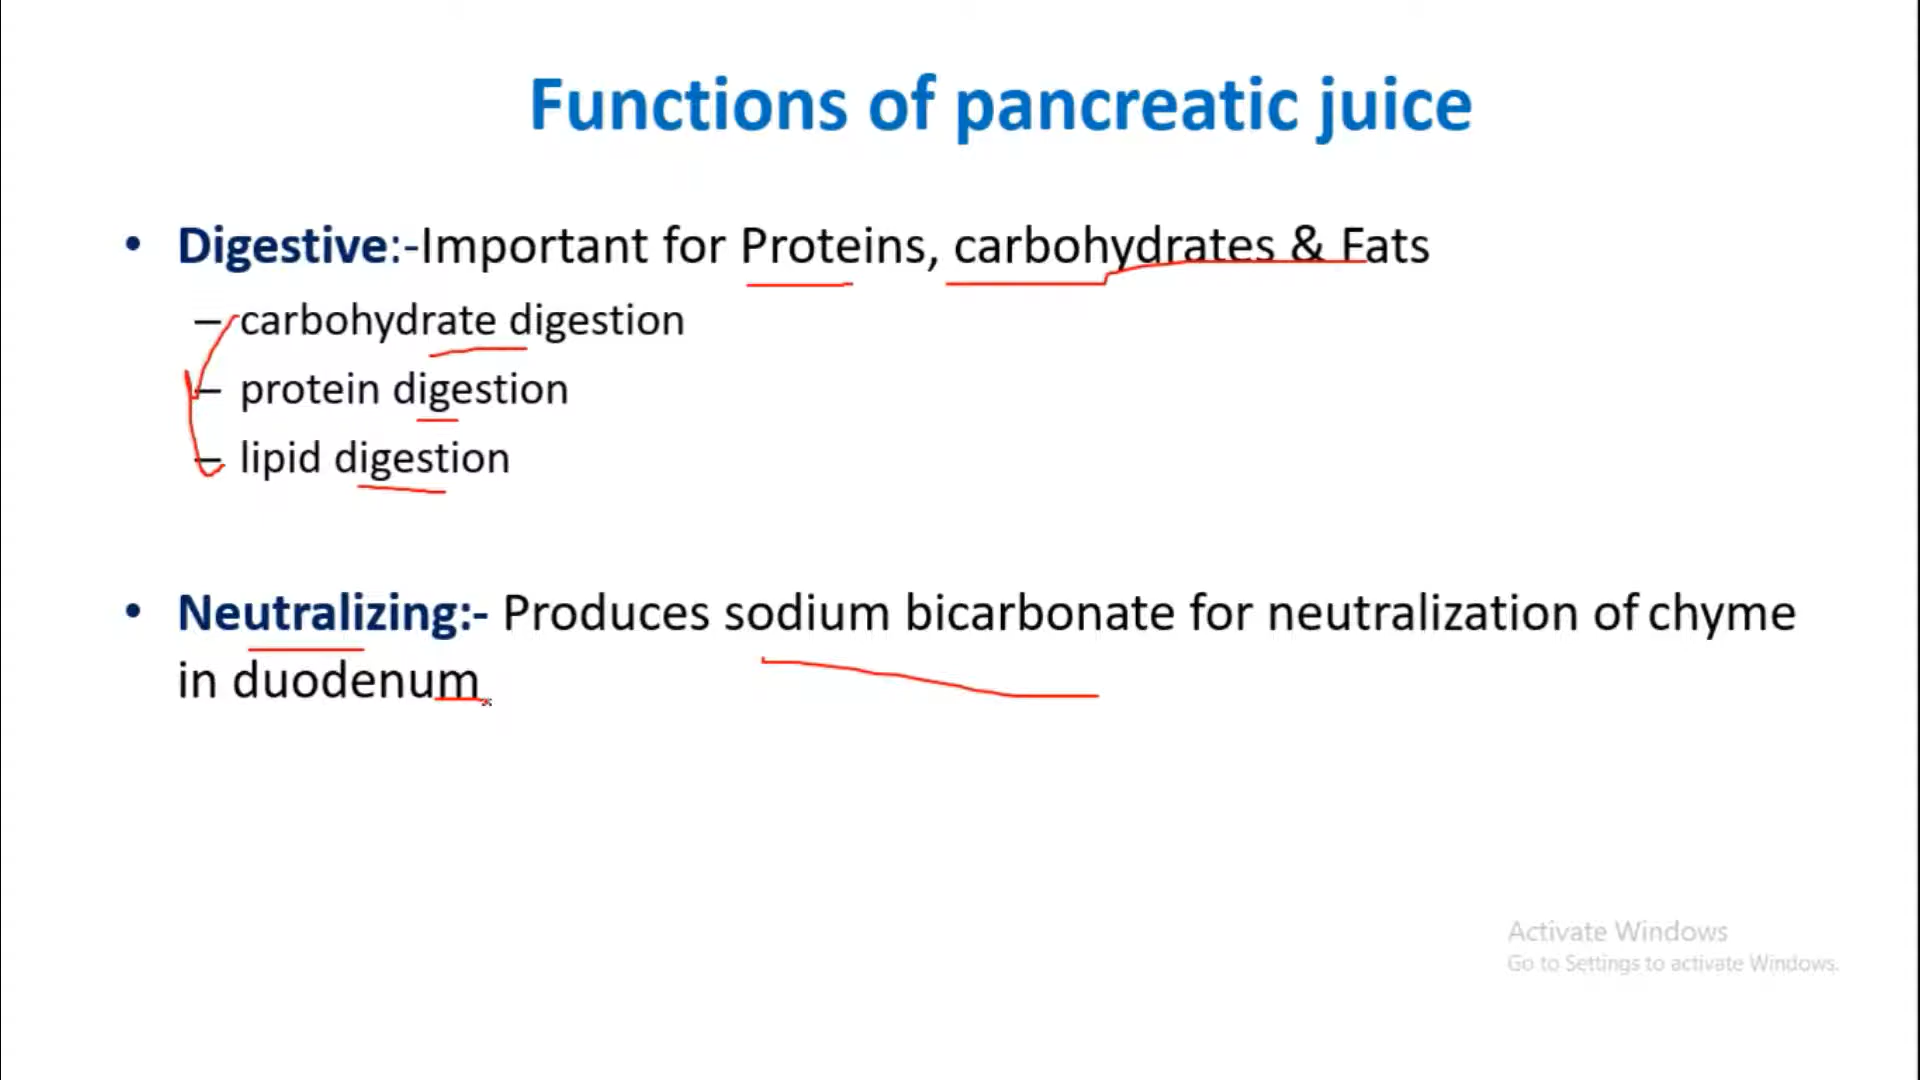 Functions of pancreatic juice
• Digestive:-Important for Proteins, carbohydrates & Fats
– carbohydrate digestion
– protein digestion
– lipid digestion
• Neutralizing:- Produces sodium bicarbonate for neutralization of chyme
in duodenum
Activate Windows
Go to Settings to activate Windows.